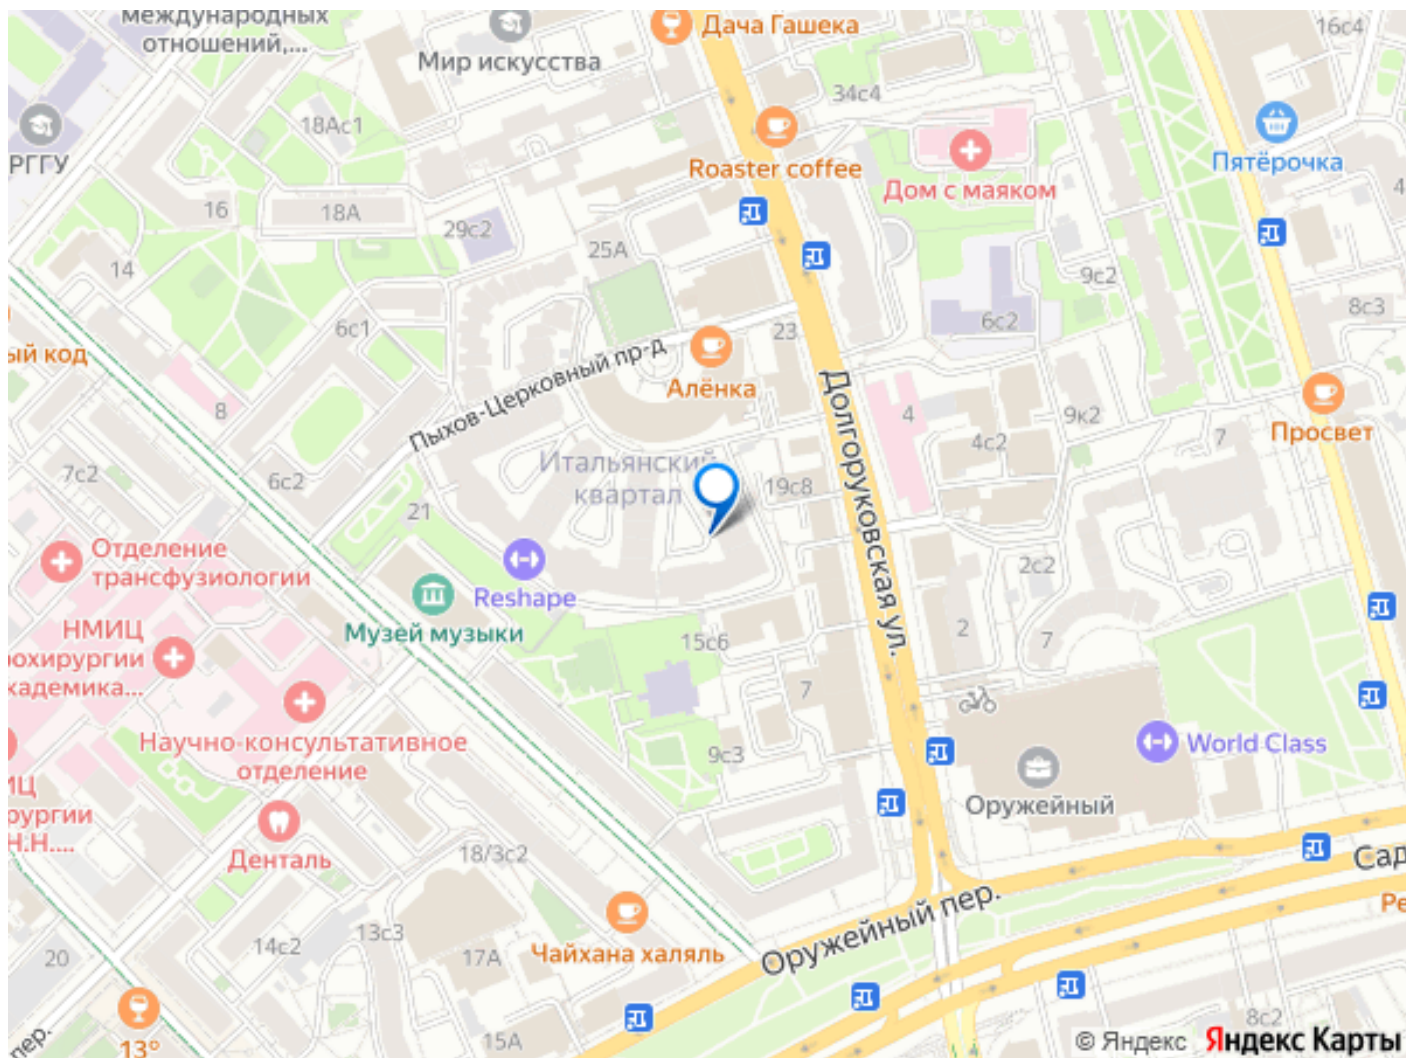 международных
отношений,...
Мир искусства
Дача Гашека
16с4
34с4
18Ас1
РГГУ
Roaster coffee
Дом с маяком
Пятёрочка
16
18А
29с2
25А
14
9с2
6с2
8с3
6с1
23
ый код
Пыхов-Церковный пр-д
Алёнка
8
Долгоруковская ул.
4
4с2
9к2
7
Просвет
7с2
6с2
Итальянский
квартал
19с8
21
Отделение
трансфузиологии
Reshape
2с2
НМИЦ
рохирургии
кадемика...
Музей музыки
15с6
2
7
7
Научно-консультативное
отделение
9с3
World Class
Оружейный
ИЦ
рургии
Н.Н....
Денталь
18/3с2
Сад
Ре
Оружейный пер.
13с3
14с2
20
17А
Чайхана халяль
пер.
13°
15А
8с2
© Яндекс Яндекс Карты